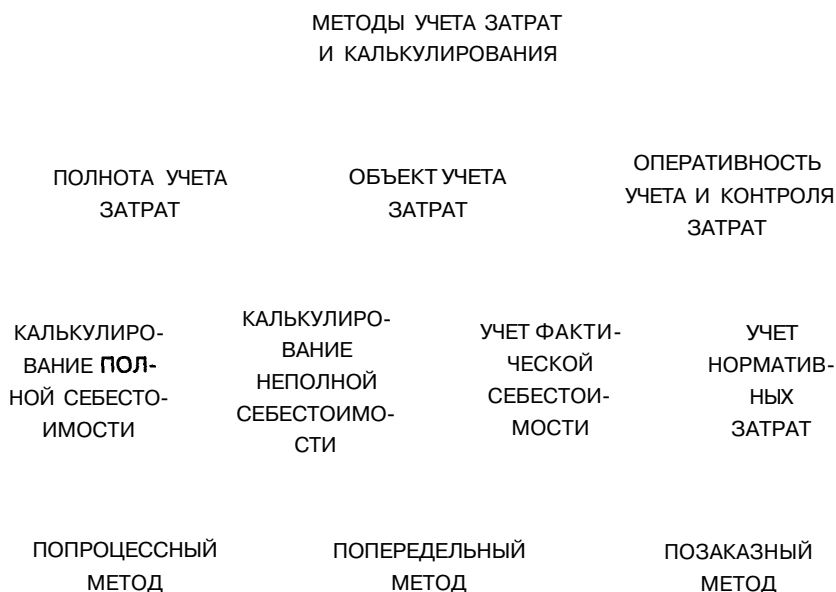 МЕТОДЫ УЧЕТА ЗАТРАТ
И КАЛЬКУЛИРОВАНИЯ
ПОЛНОТА УЧЕТА
ЗАТРАТ
ОБЪЕКТ УЧЕТА
ЗАТРАТ
ОПЕРАТИВНОСТЬ
УЧЕТА И КОНТРОЛЯ
ЗАТРАТ
КАЛЬКУЛИРО-
ВАНИЕ ПОЛ-
НОЙ СЕБЕСТО-
ИМОСТИ
КАЛЬКУЛИРО-
ВАНИЕ
НЕПОЛНОЙ
СЕБЕСТОИМО-
СТИ
УЧЕТ ФАКТИ-
ЧЕСКОЙ
СЕБЕСТОИ-
МОСТИ
УЧЕТ
НОРМАТИВ-
НЫХ
ЗАТРАТ
ПОПРОЦЕССНЫЙ
МЕТОД
ПОПЕРЕДЕЛЬНЫЙ
МЕТОД
ПОЗАКАЗНЫЙ
МЕТОД